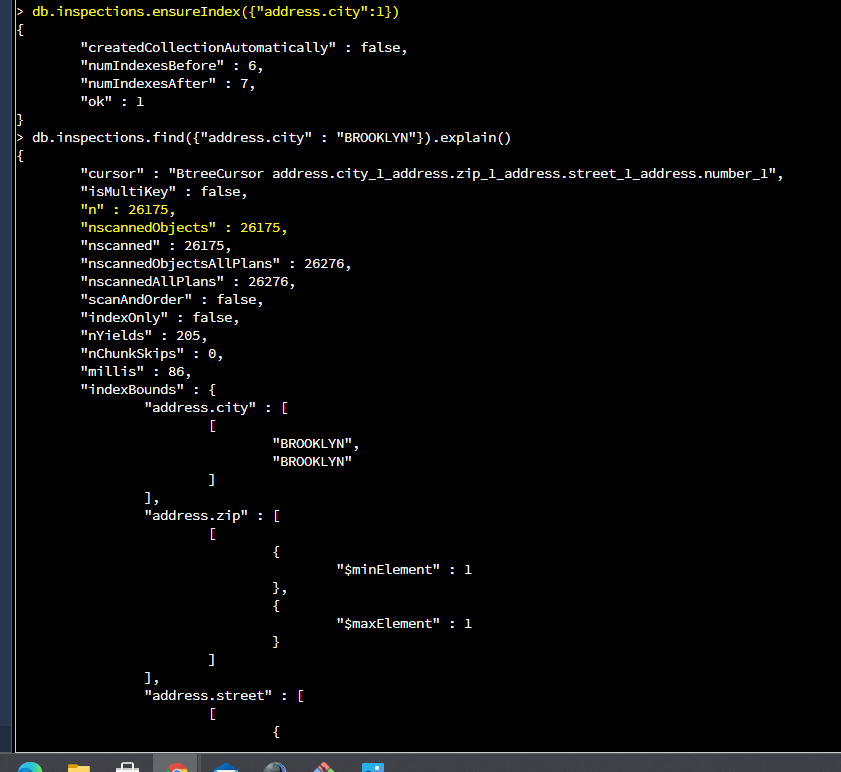 > db.inspections.ensureIndex({"address.city":1})
{
"createdCollectionAutomatically" : false,
"numIndexesBefore" : 6,
"numIndexesAfter" : 7,
"ok" : 1
}
> db.inspections.find({"address.city" : "BROOKLYN"}).explain()
{
"cursor" : "BtreeCursor address.city_1_address.zip_1_address.street_1_address.number_1",
"isMultiKey" : false,
"n" : 26175,
"nscannedObjects" : 26175,
"nscanned" : 26175,
"nscannedObjectsAllPlans" : 26276,
"nscannedAllPlans" : 26276,
"scanAndOrder" : false,
"indexOnly" : false,
"nYields" : 205,
"nChunkSkips" : 0,
"millis" : 86,
"indexBounds" : {
"address.city" : [
[
"BROOKLYN",
"BROOKLYN"
]
],
"address.zip" : [
[
{
"$minElement" : 1
},
{
"$maxElement" : 1
}
]
],
"address.street" : [
[
{